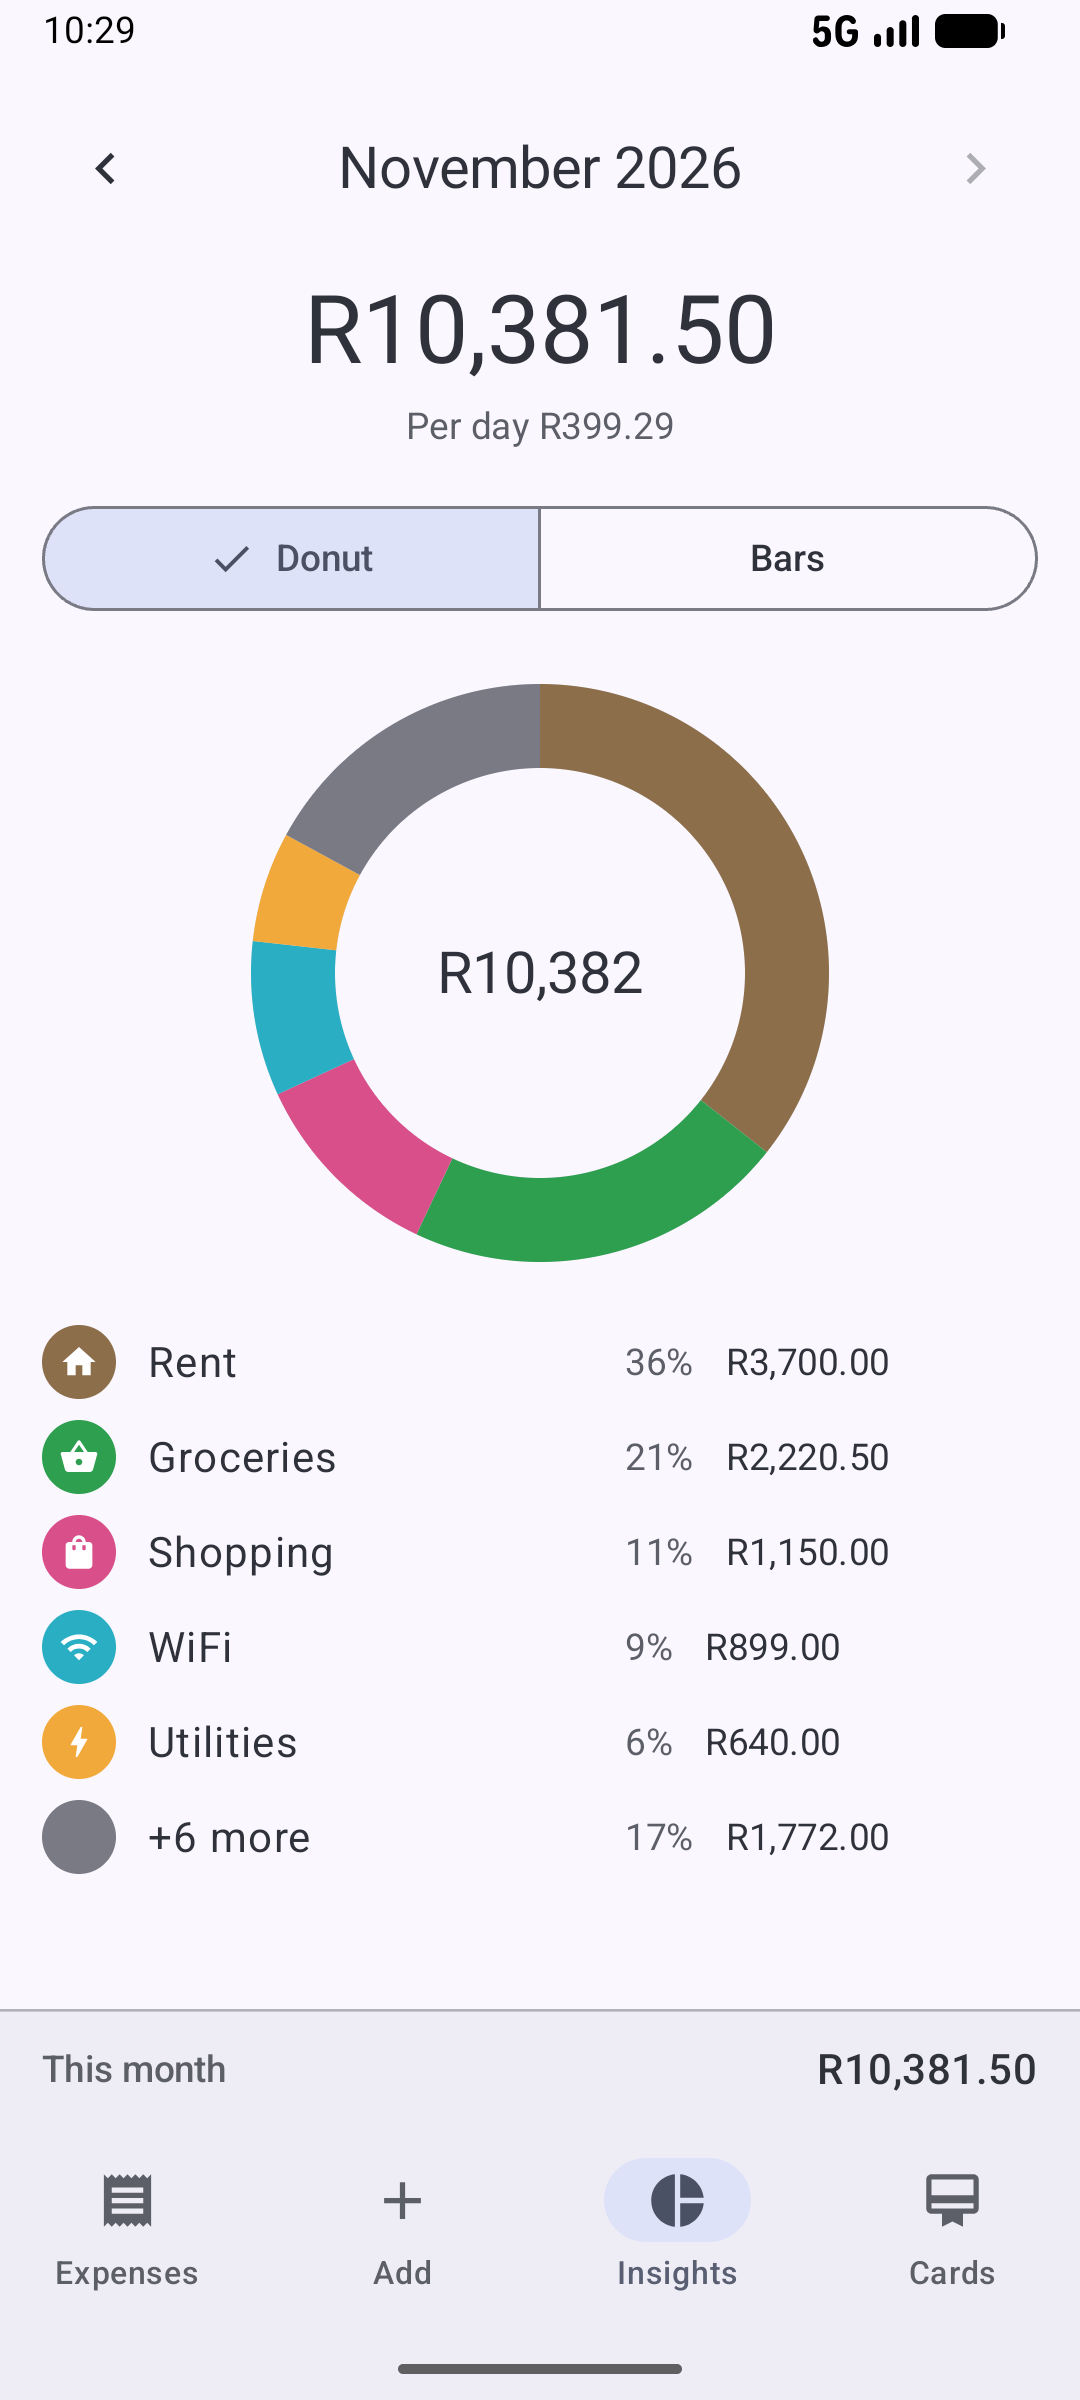 10:29
5G
November 2026
R10,381.50
Per day R399.29
Donut
Bars
R10,382
Rent 36% R3,700.00
Groceries 21% R2,220.50
Shopping 11% R1,150.00
WiFi 9% R899.00
Utilities 6% R640.00
+6 more 17% R1,772.00
This month R10,381.50
Expenses Add Insights Cards